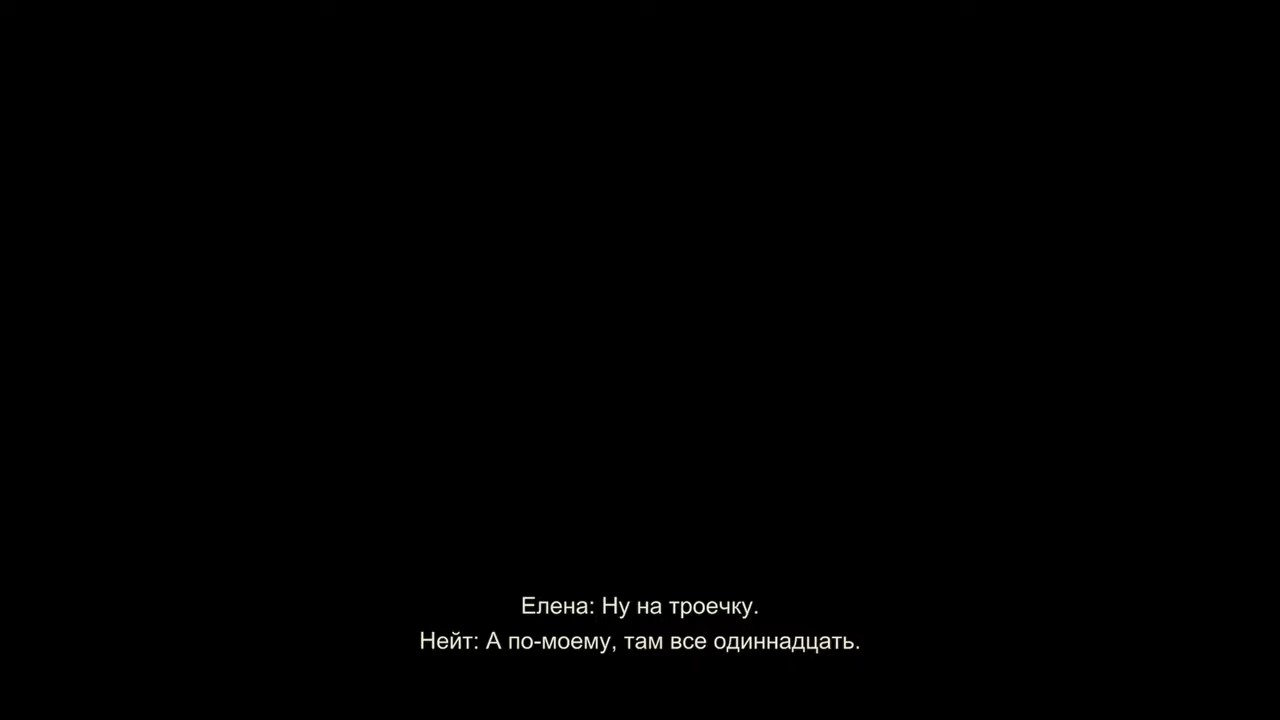 Елена: Ну на троечку.
Нейт: А по-моему, там все одиннадцать.